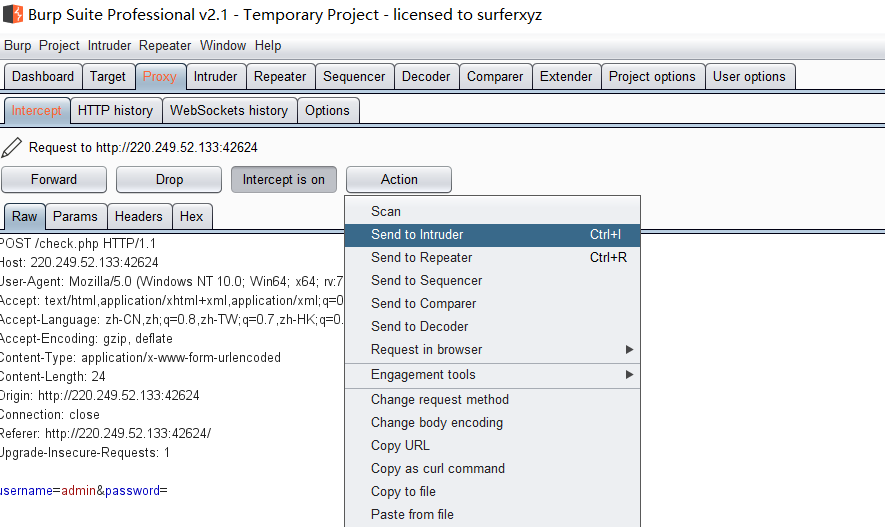 Burp Suite Professional v2.1 - Temporary Project - licensed to surferxyz
Burp Project Intruder Repeater Window Help
Dashboard Target Proxy Intruder Repeater Sequencer Decoder Comparer Extender Project options User options
Intercept HTTP history WebSockets history Options
Request to http://220.249.52.133:42624
Forward Drop Intercept is on Action
Raw Params Headers Hex
POST /check.php HTTP/1.1
Host: 220.249.52.133:42624
User-Agent: Mozilla/5.0 (Windows NT 10.0; Win64; x64; rv:7
Accept: text/html,application/xhtml+xml,application/xml;q=0
Accept-Language: zh-CN,zh;q=0.8,zh-TW;q=0.7,zh-HK;q=0.
Accept-Encoding: gzip, deflate
Content-Type: application/x-www-form-urlencoded
Content-Length: 24
Origin: http://220.249.52.133:42624
Connection: close
Referer: http://220.249.52.133:42624/
Upgrade-Insecure-Requests: 1
username=admin&password=
Scan
Send to Intruder Ctrl+I
Send to Repeater Ctrl+R
Send to Sequencer
Send to Comparer
Send to Decoder
Request in browser
Engagement tools
Change request method
Change body encoding
Copy URL
Copy as curl command
Copy to file
Paste from file